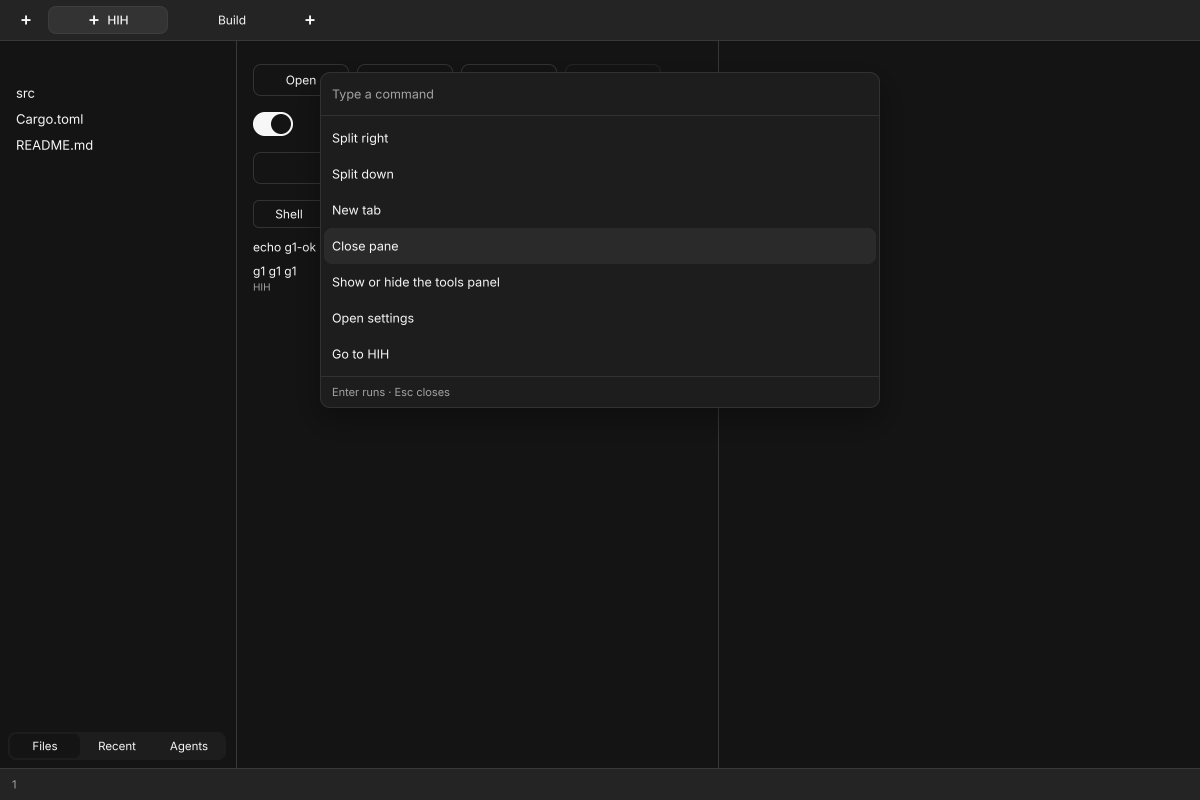 HIH
Build
src
Cargo.toml
README.md
Open
Shell
echo g1-ok
g1 g1 g1
HIH
Type a command
Split right
Split down
New tab
Close pane
Show or hide the tools panel
Open settings
Go to HIH
Enter runs · Esc closes
Files
Recent
Agents
1